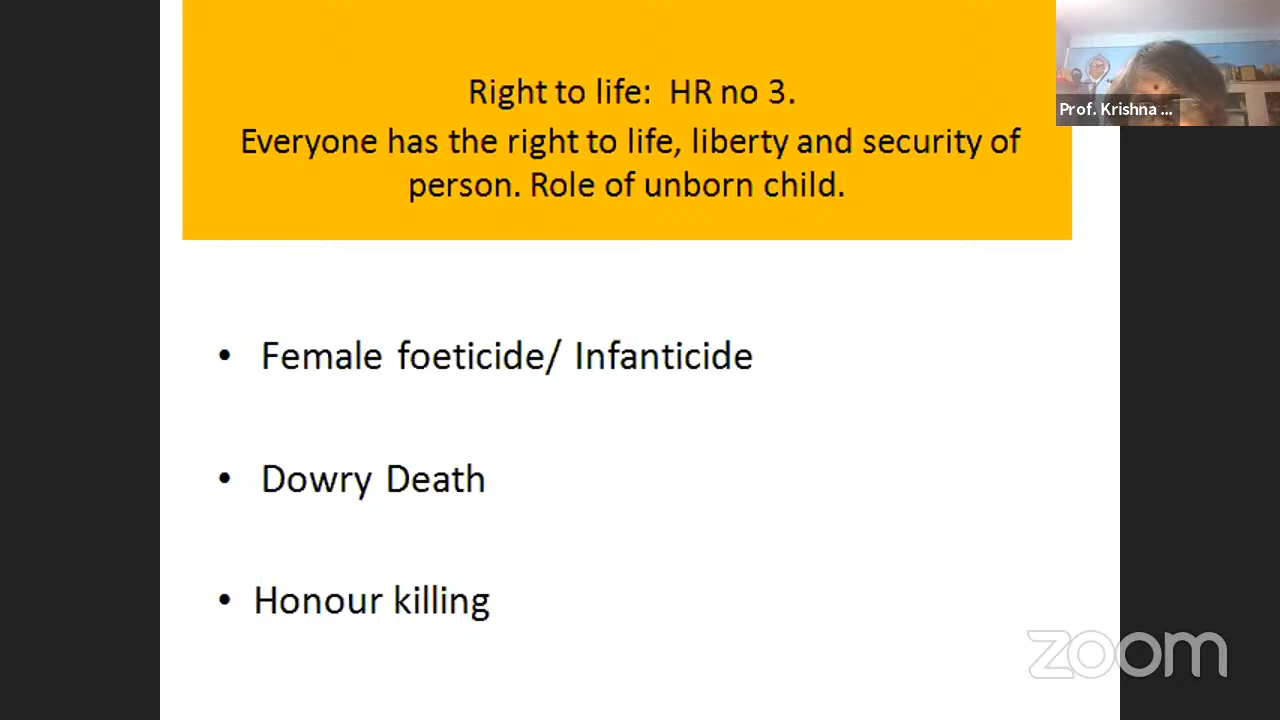 Right to life: HR no 3.
Everyone has the right to life, liberty and security of
person. Role of unborn child.
Prof. Krishna ...
• Female foeticide/ Infanticide
• Dowry Death
• Honour killing
zoom